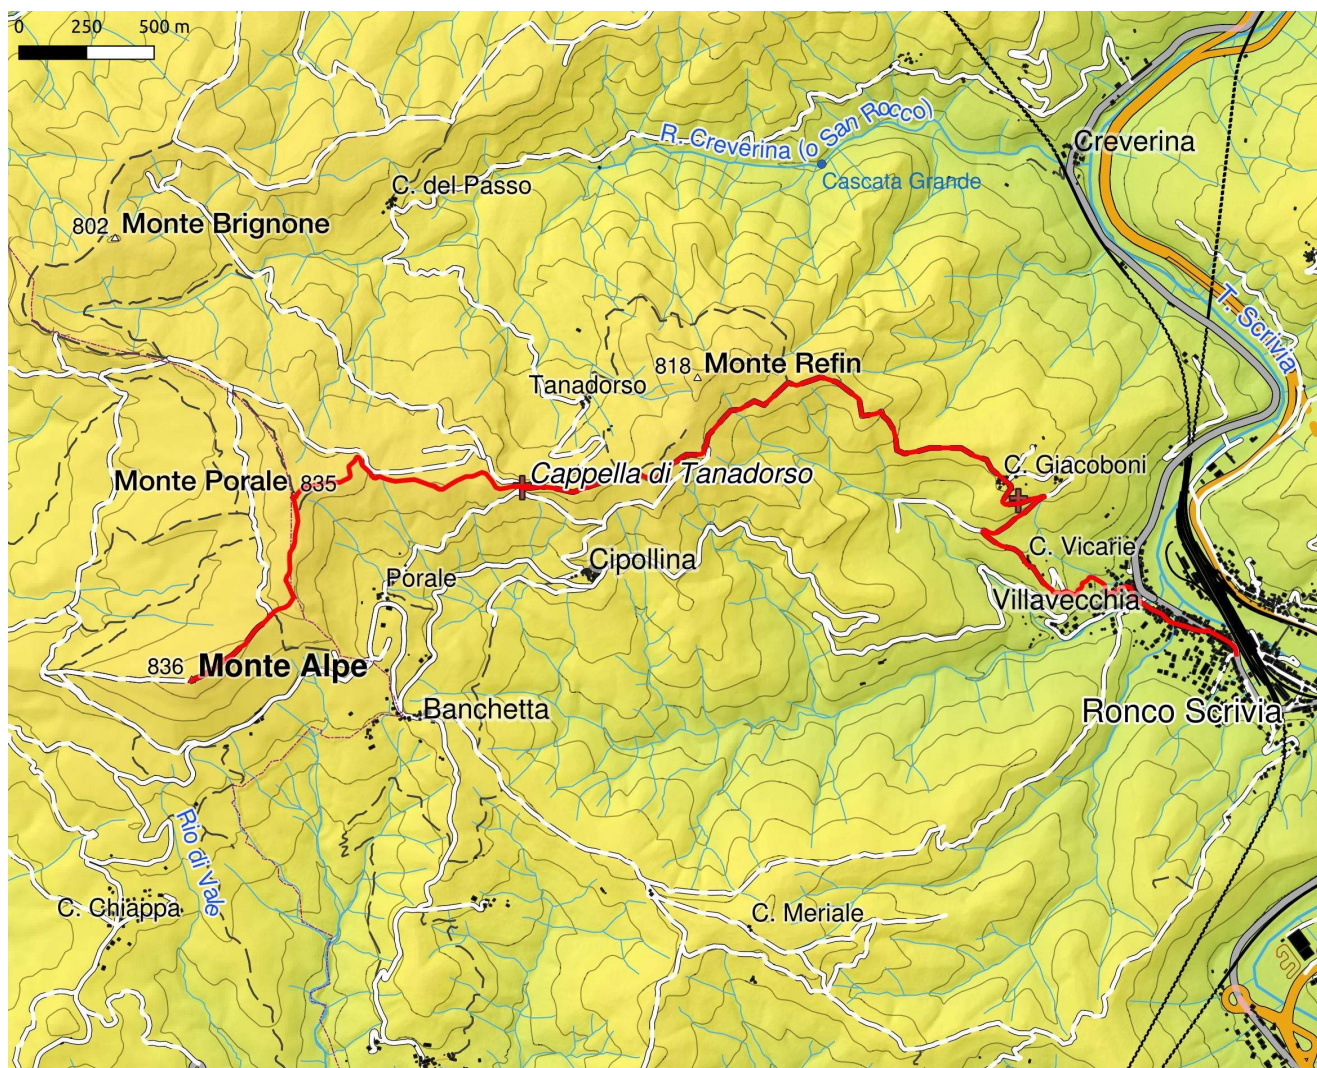 0 250 500 m
R. Creverina (o San Rocco)
Creverina
Cascata Grande
C. del Passo
802 Monte Brignone
T. Scrivia
818 Monte Refin
Tanadorso
C. Giacoboni
Cappella di Tanadorso
Monte Porale 835
C. Vicarie
Cipollina
Porale
Villavecchia
836 Monte Alpe
Banchetta
Ronco Scrivia
Rio di Vale
C. Chiappa
C. Meriale